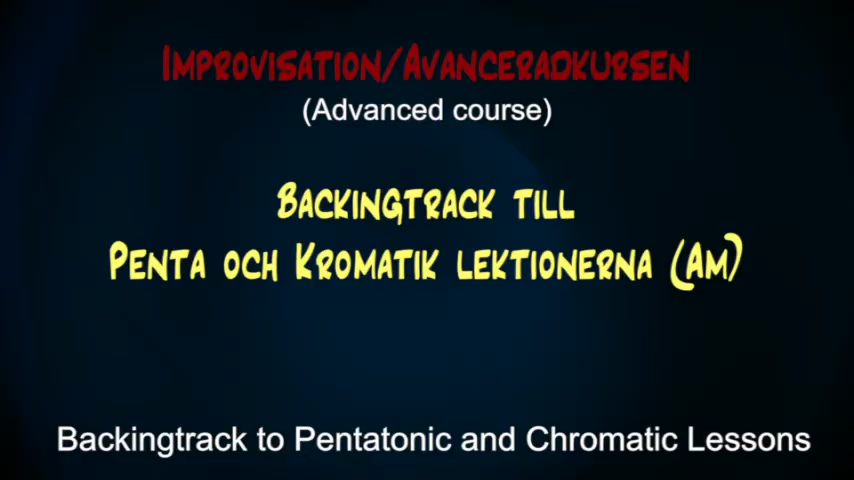 Improvisation/Avanceradkursen
(Advanced course)
Backingtrack till
Penta och Kromatik lektionerna (Am)
Backingtrack to Pentatonic and Chromatic Lessons